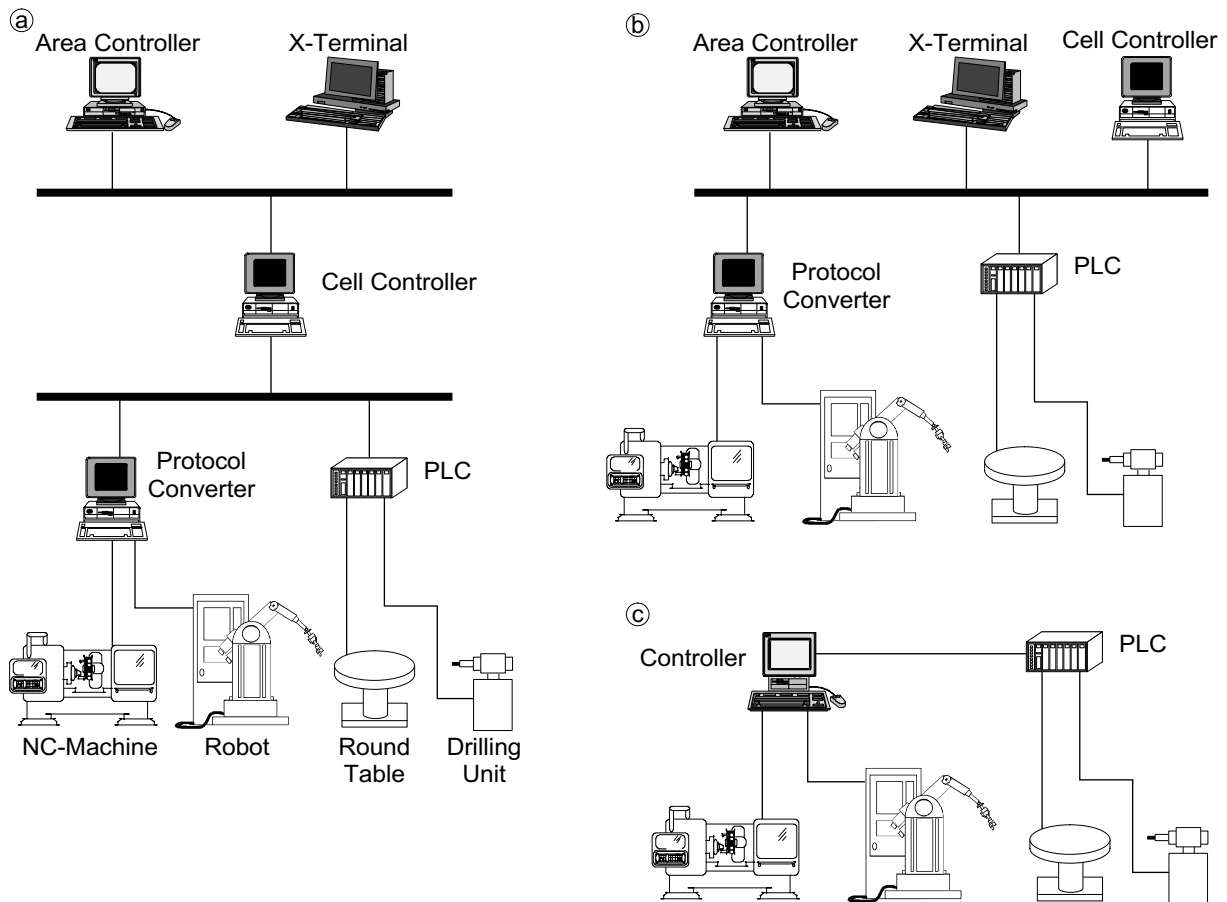 ⓐ
Area Controller
X-Terminal
Cell Controller
Protocol
Converter
PLC
NC-Machine
Robot
Round
Table
Drilling
Unit
ⓑ
Area Controller
X-Terminal
Cell Controller
Protocol
Converter
PLC
ⓒ
Controller
PLC